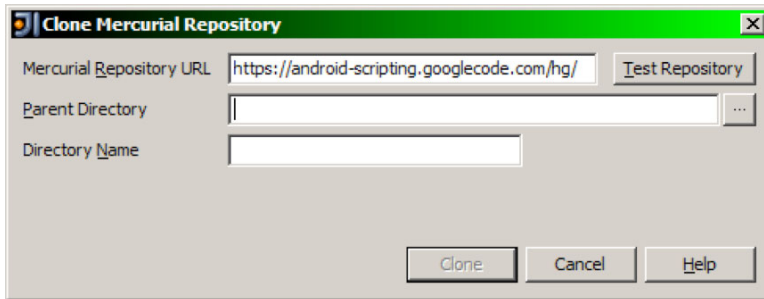 Clone Mercurial Repository
Mercurial Repository URL https://android-scripting.googlecode.com/hg/ Test Repository
Parent Directory ...
Directory Name
Clone Cancel Help